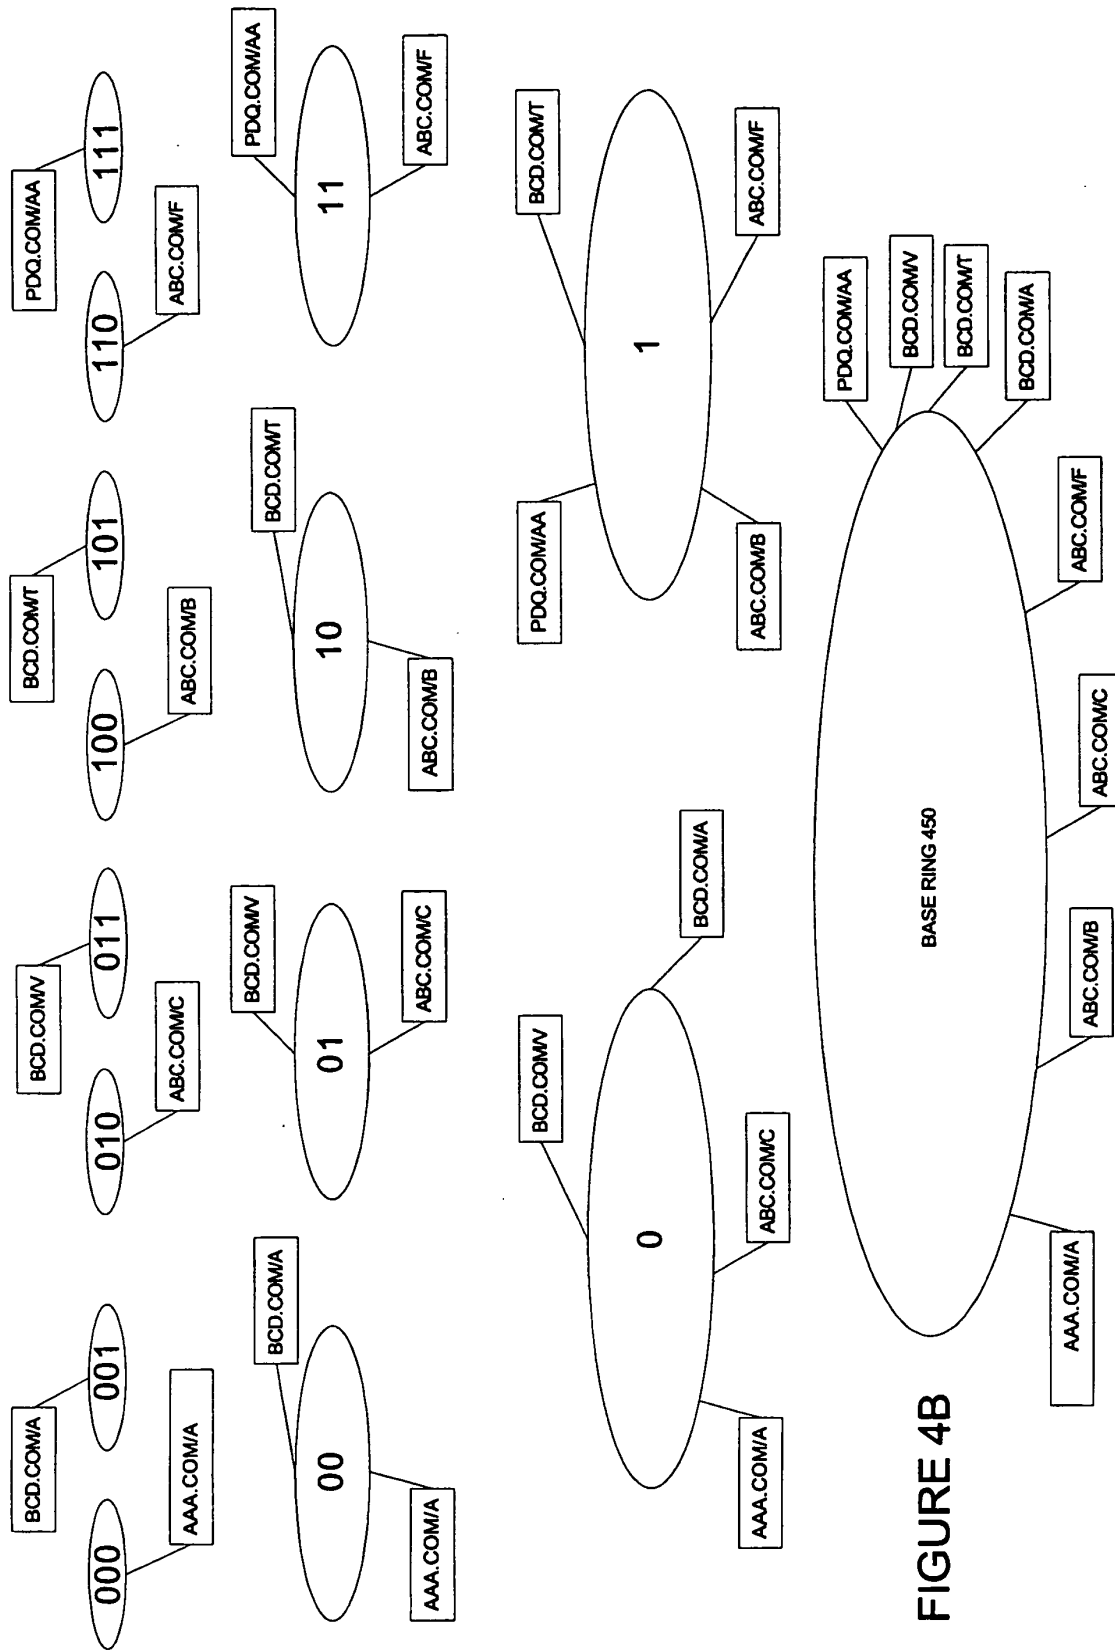 BCD.COM/A
BCD.COM/V
BCD.COM/T
PDQ.COM/AA
000
001
010
011
100
101
110
111
AAA.COM/A
ABC.COM/C
ABC.COM/B
ABC.COM/F
BCD.COM/A
BCD.COM/V
BCD.COM/T
PDQ.COM/AA
00
01
10
11
AAA.COM/A
ABC.COM/C
ABC.COM/B
ABC.COM/F
BCD.COM/V
PDQ.COM/AA
BCD.COM/T
0
BCD.COM/A
1
AAA.COM/A
ABC.COM/C
ABC.COM/B
ABC.COM/F
PDQ.COM/AA
BCD.COM/V
BASE RING 450
BCD.COM/T
BCD.COM/A
AAA.COM/A
ABC.COM/B
ABC.COM/C
ABC.COM/F
FIGURE 4B